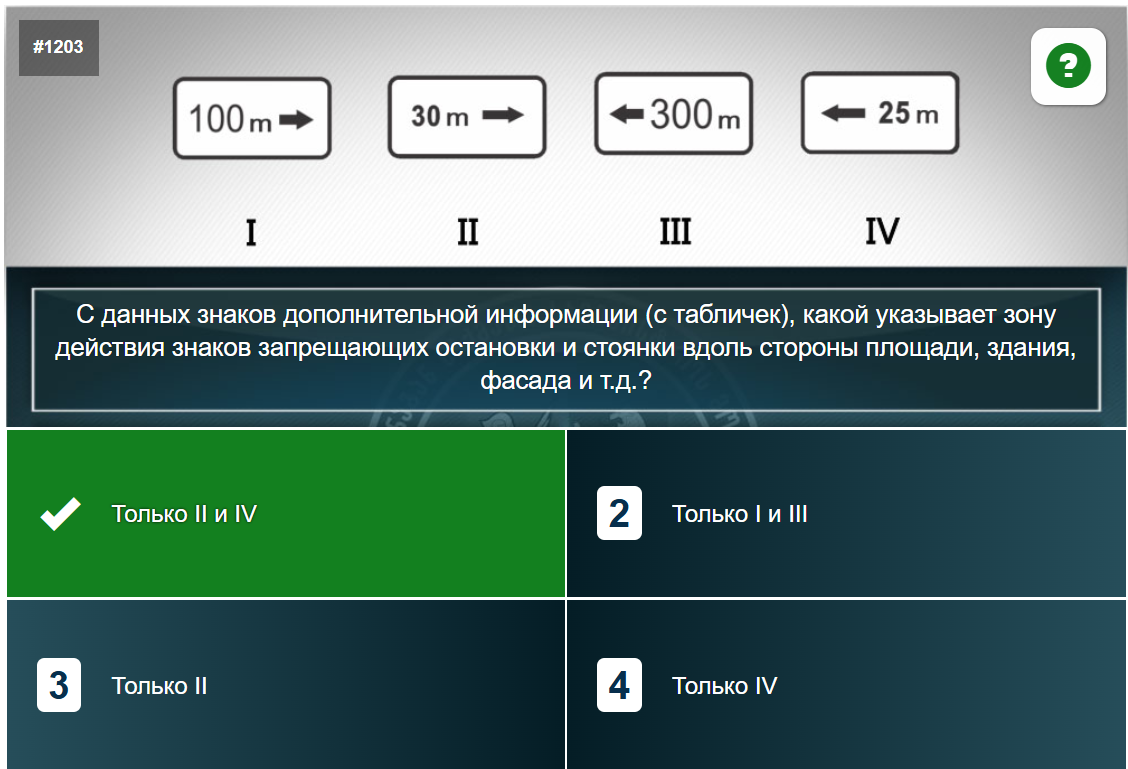 #1203
?
100 m
30 m
300 m
25 m
I
II
III
IV
С данных знаков дополнительной информации (с табличек), какой указывает зону
действия знаков запрещающих остановки и стоянки вдоль стороны площади, здания,
фасада и т.д.?
Только II и IV
2 Только I и III
3 Только II
4 Только IV